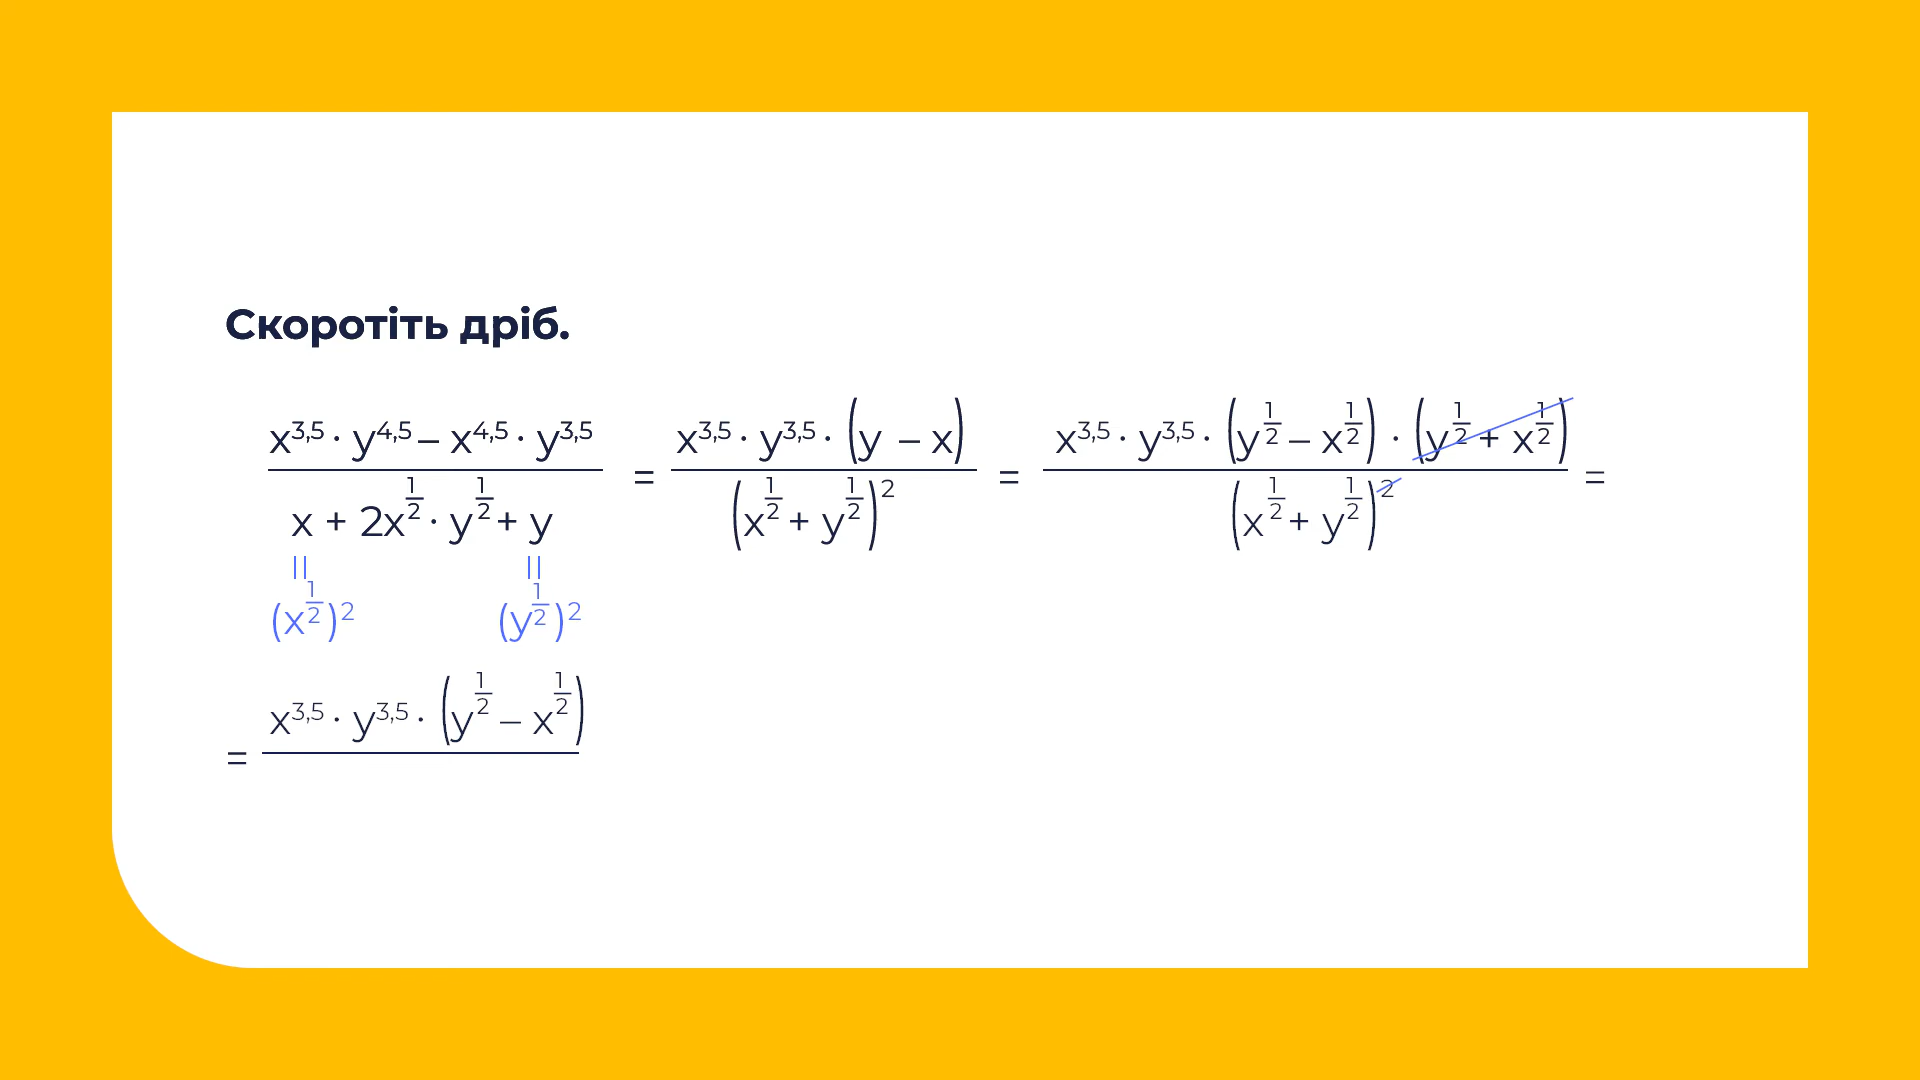 Скоротіть дріб.
x^{3,5} · y^{4,5} – x^{4,5} · y^{3,5} / x + 2x^{1/2} · y^{1/2} + y = x^{3,5} · y^{3,5} · (y – x) / (x^{1/2} + y^{1/2})^2 = x^{3,5} · y^{3,5} · (y^{1/2} – x^{1/2}) · (y^{1/2} + x^{1/2}) / (x^{1/2} + y^{1/2})^2 =
|| ||
(x^{1/2})^2 (y^{1/2})^2
= x^{3,5} · y^{3,5} · (y^{1/2} – x^{1/2}) /